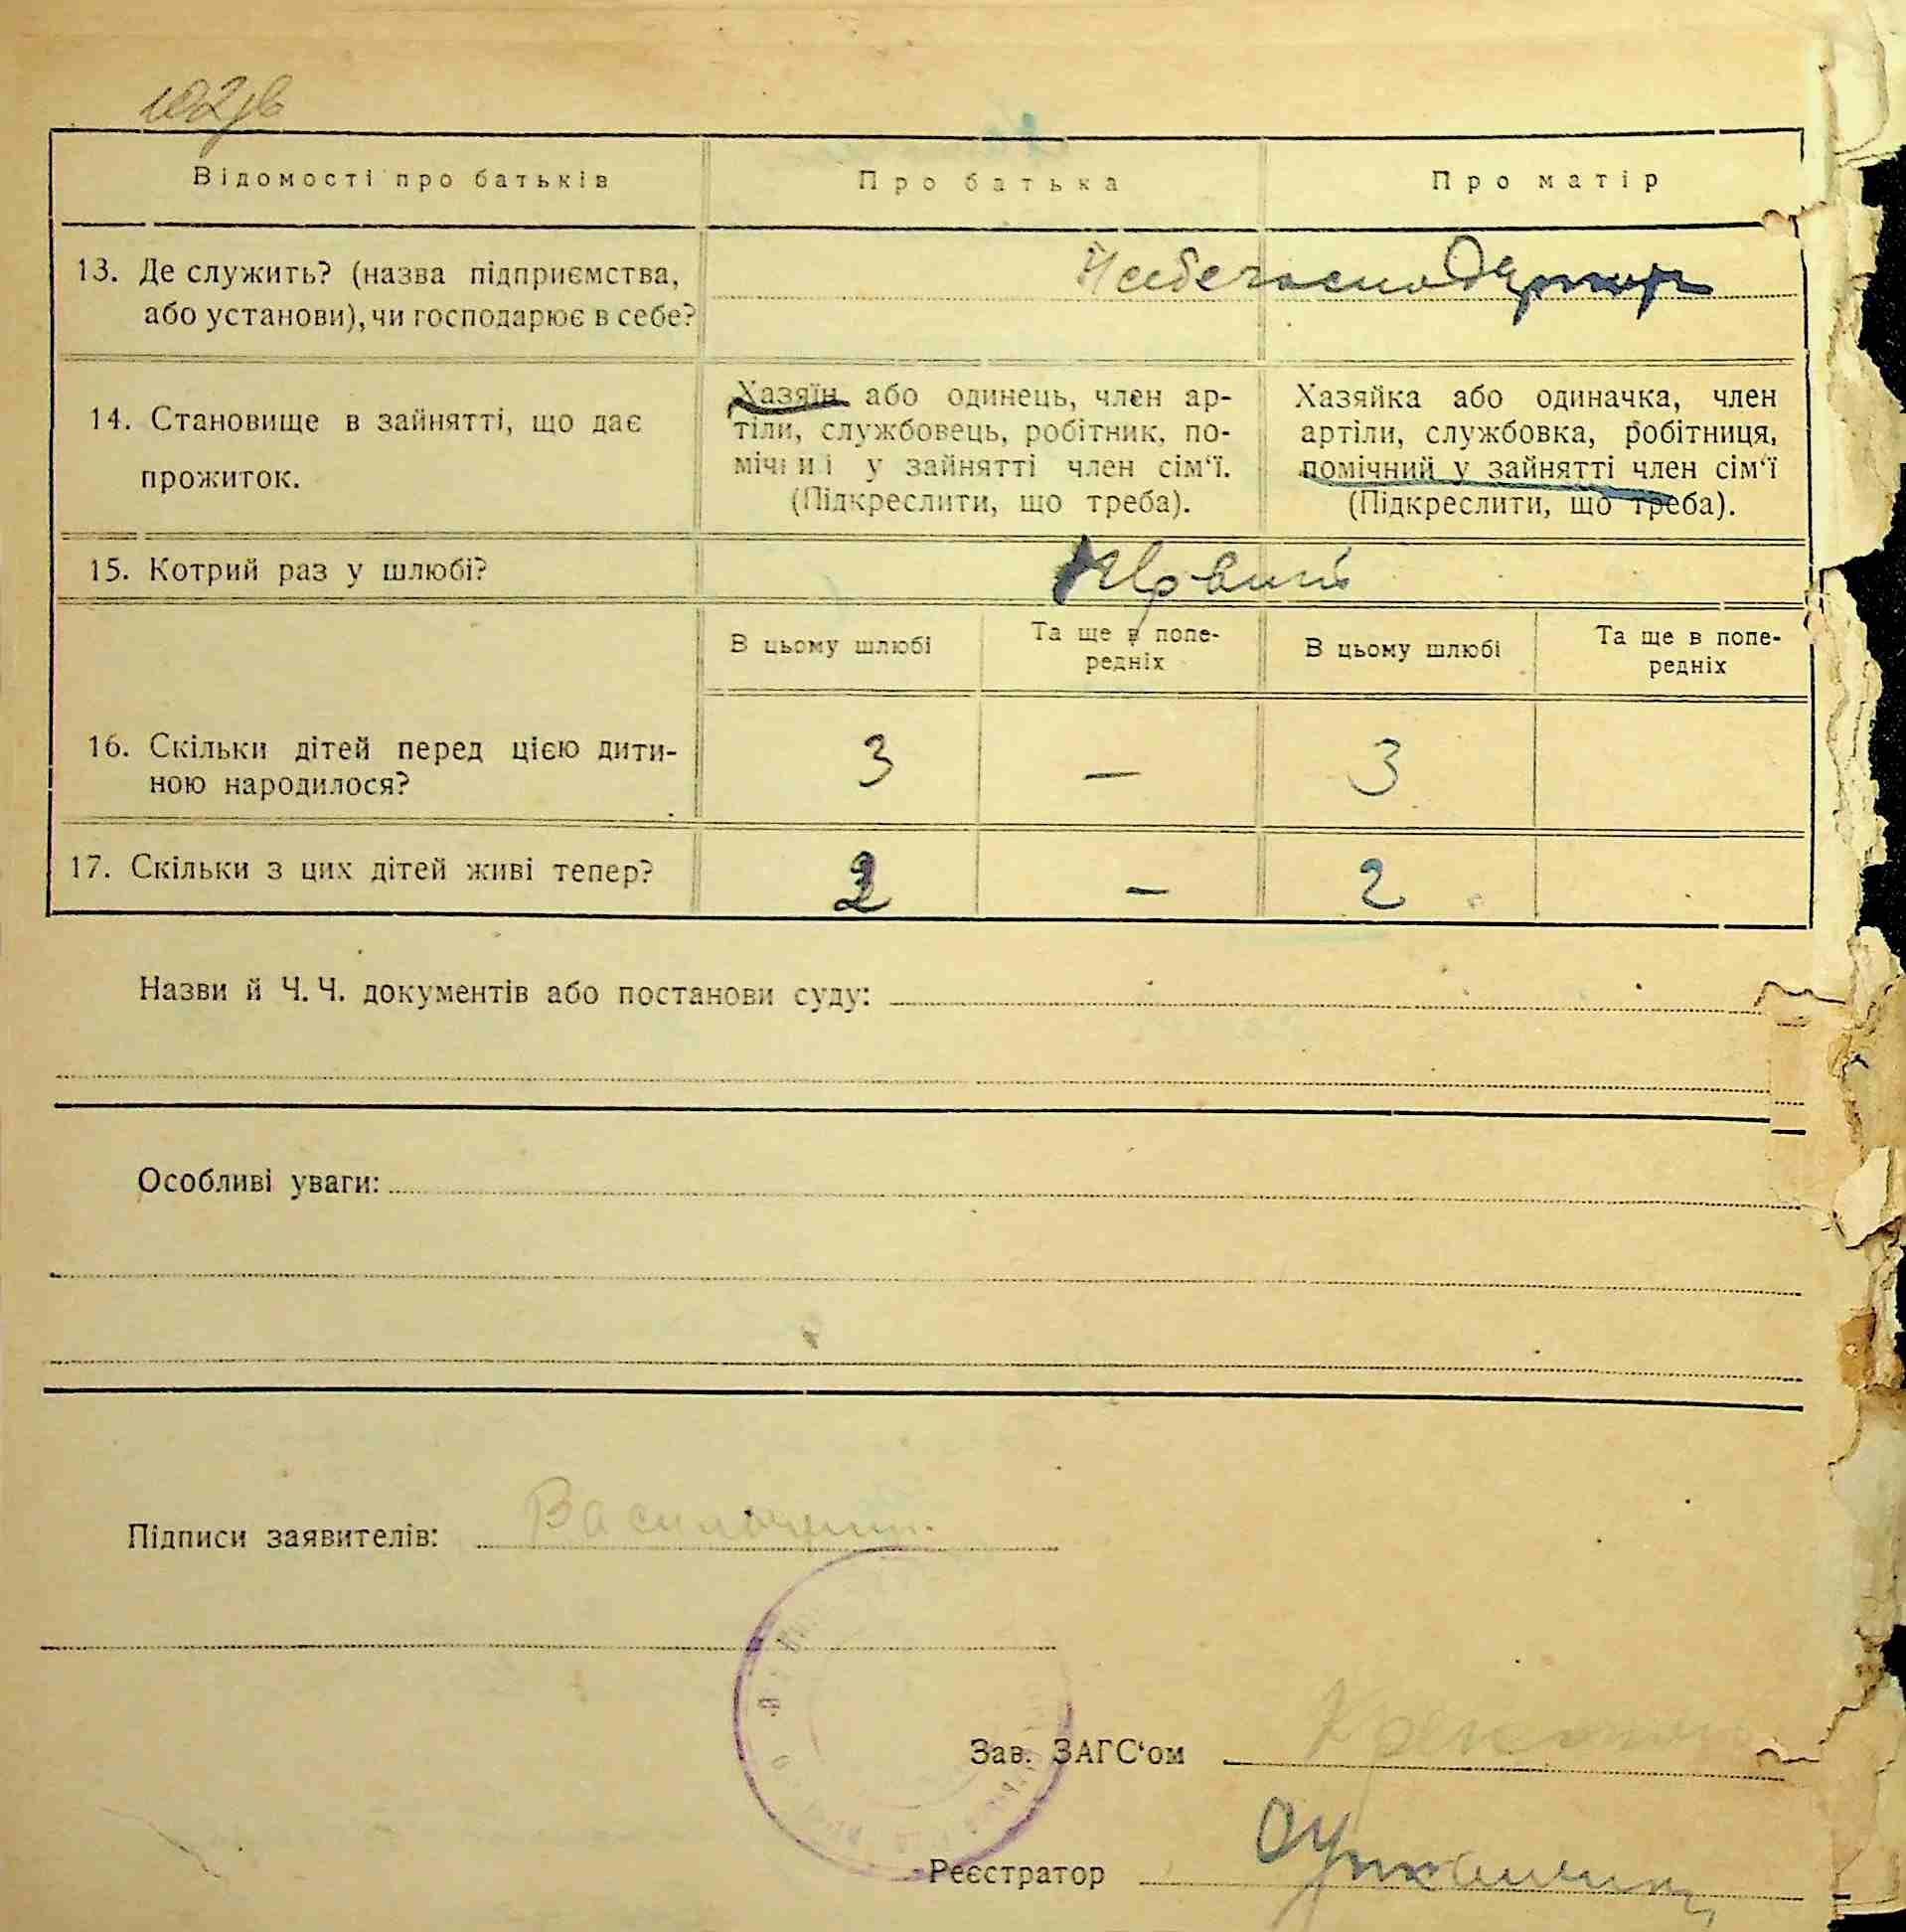 Відомості про батьків
Про батька
Про матір
13. Де служить? (назва підприємства,
або установи), чи господарює в себе?
14. Становище в зайнятті, що дає
прожиток.
Хазяїн або одинець, член ар-
тіли, службовець, робітник, по-
мічний у зайнятті член сім'ї.
(Підкреслити, що треба).
Хазяйка або одиначка, член
артіли, службовка, робітниця,
помічний у зайнятті член сім'ї
(Підкреслити, що треба).
15. Котрий раз у шлюбі?
В цьому шлюбі
Та ще в попе-
редніх
В цьому шлюбі
Та ще в попе-
редніх
16. Скільки дітей перед цією дити-
ною народилося?
3 — 3
17. Скільки з цих дітей живі тепер?
2 — 2
Назви й Ч. Ч. документів або постанови суду:
Особливі уваги:
Підписи заявителів:
Зав. ЗАГС'ом
Реєстратор